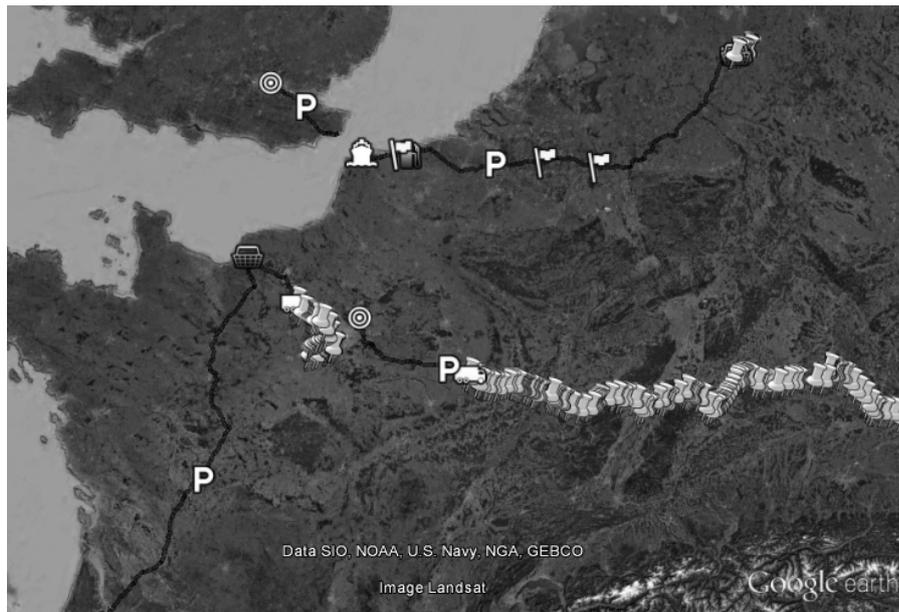 P
P
P
P
Data SIO, NOAA, U.S. Navy, NGA, GEBCO
Image Landsat
Google earth